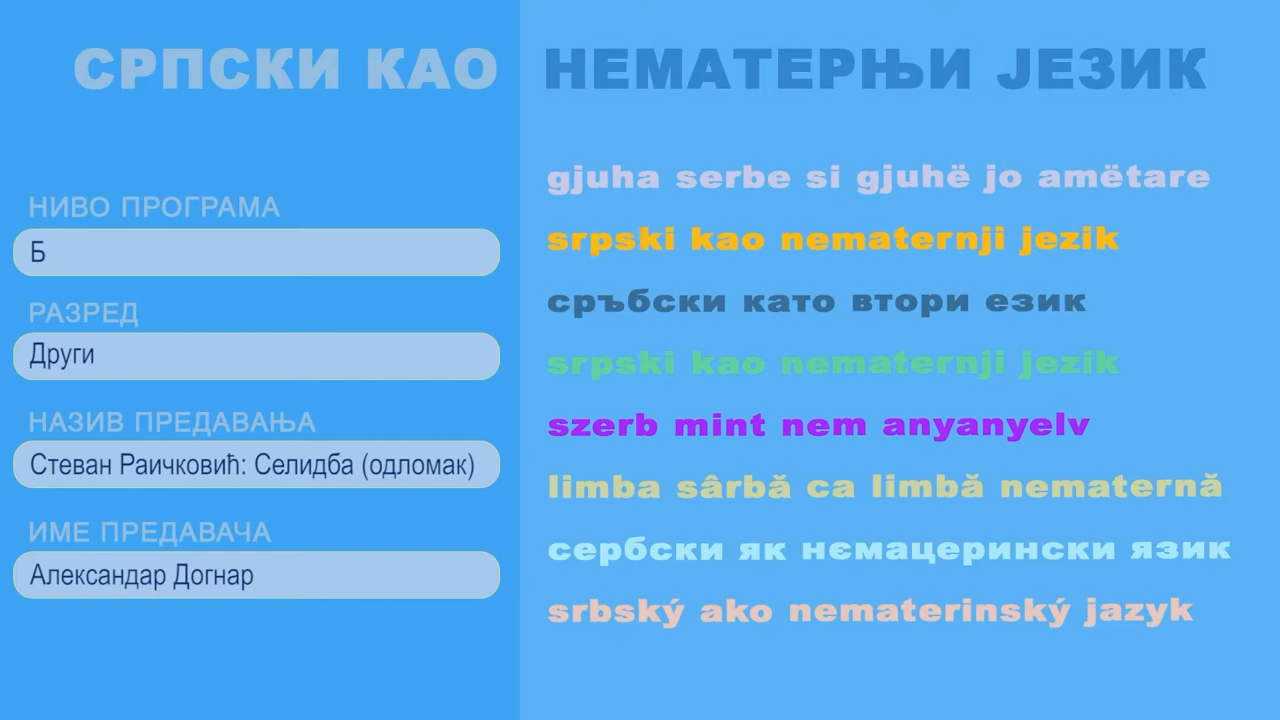 СРПСКИ КАО НЕМАТЕРЊИ ЈЕЗИК
НИВО ПРОГРАМА
Б
РАЗРЕД
Други
НАЗИВ ПРЕДАВАЊА
Стеван Раичковић: Селидба (одломак)
ИМЕ ПРЕДАВАЧА
Александар Догнар
gjuha serbe si gjuhë jo amëtare
srpski kao nematernji jezik
сръбски като втори език
srpski kao nematernji jezik
szerb mint nem anyanyelv
limba sârbă ca limbă nematernă
сербски як нємацерински язик
srbský ako nematerinský jazyk